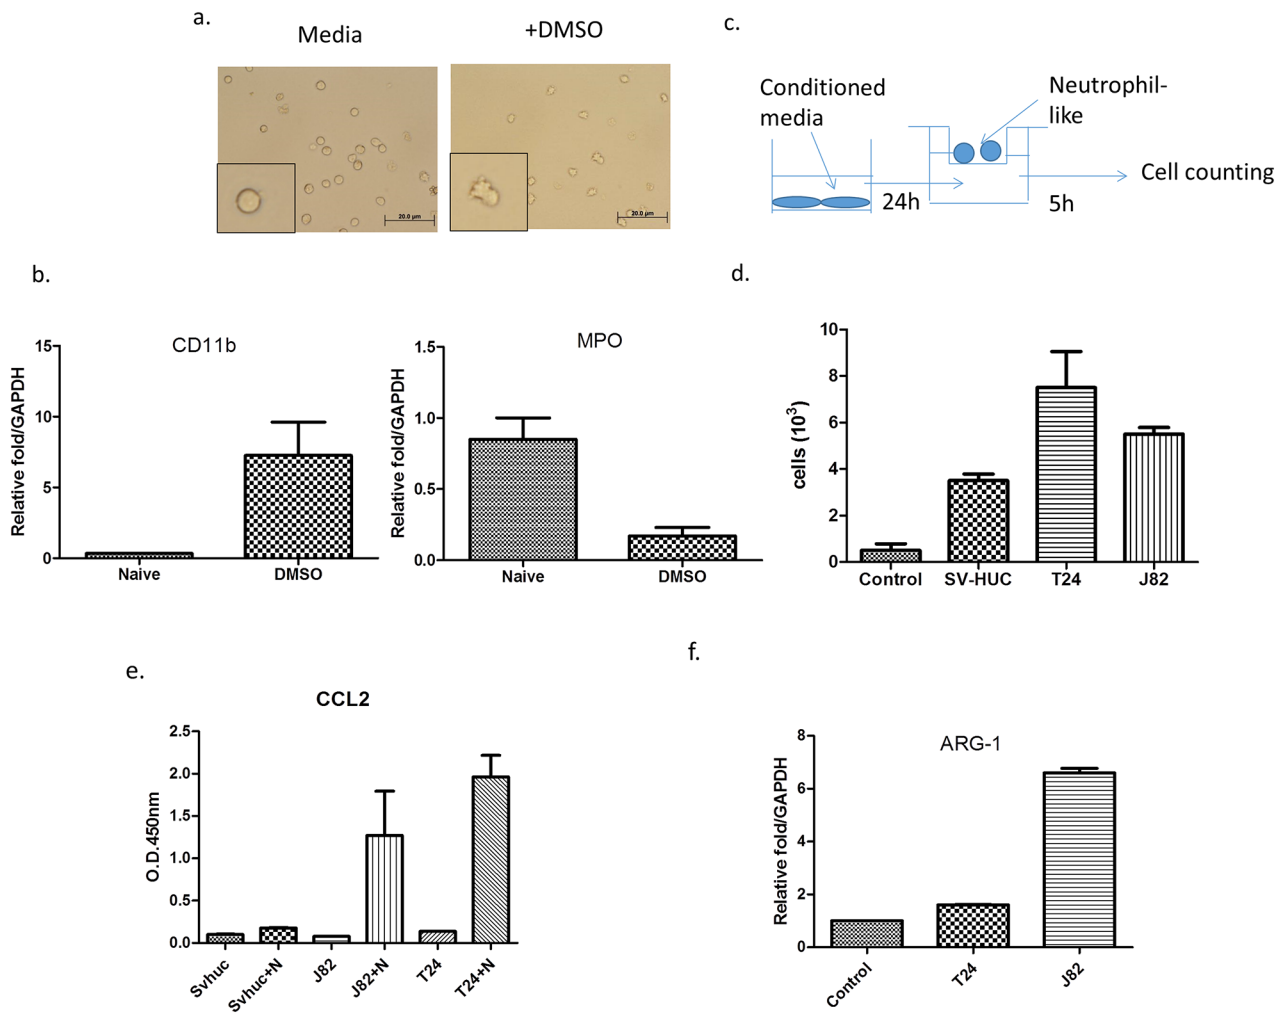 a.
Media
+DMSO
20.0 µm
20.0 µm
c.
Conditioned
media
Neutrophil-
like
Cell counting
24h
5h
b.
CD11b
Relative fold/GAPDH
15
10
5
0
Naive
DMSO
MPO
Relative fold/GAPDH
1.5
1.0
0.5
0.0
Naive
DMSO
d.
cells (10³)
10
8
6
4
2
0
Control
SV-HUC
T24
J82
e.
CCL2
O.D.450nm
2.5
2.0
1.5
1.0
0.5
0.0
Svhuc
Svhuc+N
J82
J82+N
T24
T24+N
f.
ARG-1
Relative fold/GAPDH
8
6
4
2
0
Control
T24
J82